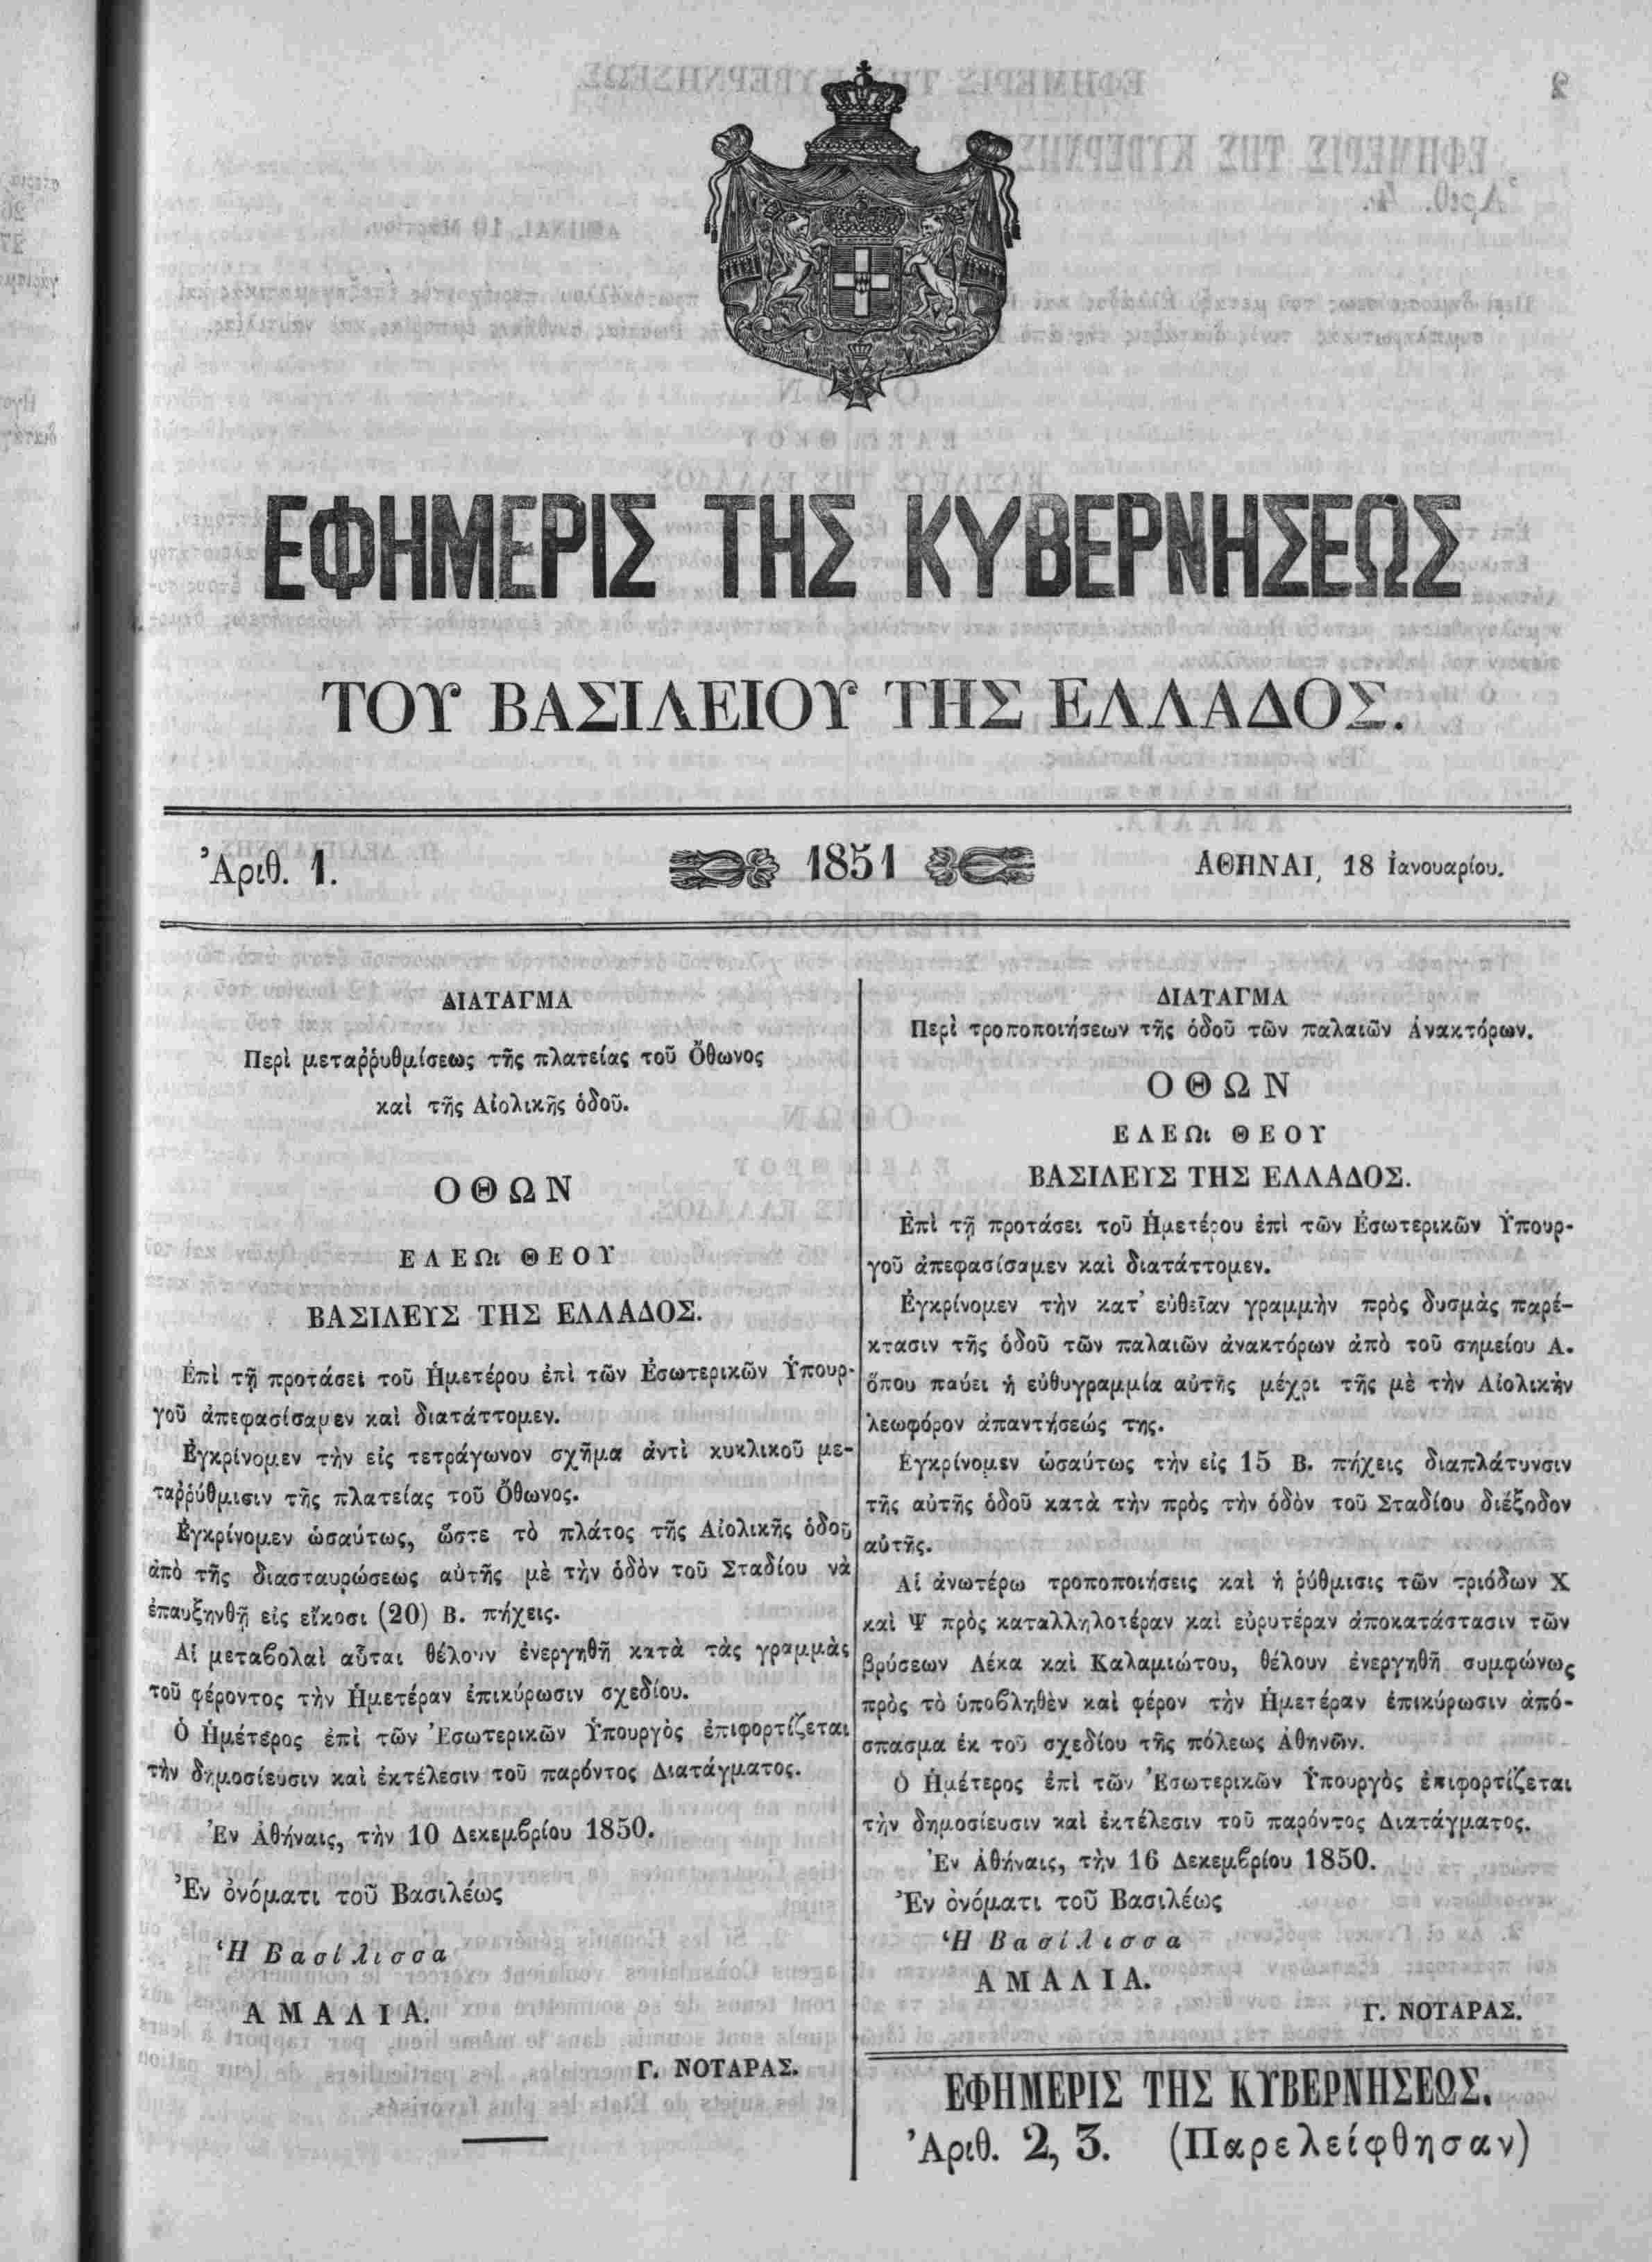 ΕΦΗΜΕΡΙΣ ΤΗΣ ΚΥΒΕΡΝΗΣΕΩΣ
ΤΟΥ ΒΑΣΙΛΕΙΟΥ ΤΗΣ ΕΛΛΑΔΟΣ.
Ἀριθ. 1.
1851
ΑΘΗΝΑΙ, 18 ἰανουαρίου.
ΔΙΑΤΑΓΜΑ
Περὶ μεταῤῥυθμίσεως τῆς πλατείας τοῦ Ὄθωνος
καὶ τῆς Αἰολικῆς ὁδοῦ.
ΟΘΩΝ
ΕΛΕΩι ΘΕΟΥ
ΒΑΣΙΛΕΥΣ ΤΗΣ ΕΛΛΑΔΟΣ.
Ἐπὶ τῇ προτάσει τοῦ Ἡμετέρου ἐπὶ τῶν Ἐσωτερικῶν Ὑπουρ-
γοῦ ἀπεφασίσαμεν καὶ διατάττομεν.
Ἐγκρίνομεν τὴν εἰς τετράγωνον σχῆμα ἀντὶ κυκλικοῦ με-
ταῤῥύθμισιν τῆς πλατείας τοῦ Ὄθωνος.
Ἐγκρίνομεν ὡσαύτως, ὥστε τὸ πλάτος τῆς Αἰολικῆς ὁδοῦ
ἀπὸ τῆς διασταυρώσεως αὐτῆς μὲ τὴν ὁδὸν τοῦ Σταδίου νὰ
ἐπαυξηνθῇ εἰς εἴκοσι (20) Β. πήχεις.
Αἱ μεταβολαὶ αὗται θέλουν ἐνεργηθῆ κατὰ τὰς γραμμὰς
τοῦ φέροντος τὴν Ἡμετέραν ἐπικύρωσιν σχεδίου.
Ὁ Ἡμέτερος ἐπὶ τῶν Ἐσωτερικῶν Ὑπουργὸς ἐπιφορτίζεται
τὴν δημοσίευσιν καὶ ἐκτέλεσιν τοῦ παρόντος Διατάγματος.
Ἐν Ἀθήναις, τὴν 10 Δεκεμβρίου 1850.
Ἐν ὀνόματι τοῦ Βασιλέως
Ἡ Βασίλισσα
ΑΜΑΛΙΑ.
Γ. ΝΟΤΑΡΑΣ.
ΔΙΑΤΑΓΜΑ
Περὶ τροποποιήσεων τῆς ὁδοῦ τῶν παλαιῶν Ἀνακτόρων.
ΟΘΩΝ
ΕΛΕΩι ΘΕΟΥ
ΒΑΣΙΛΕΥΣ ΤΗΣ ΕΛΛΑΔΟΣ.
Ἐπὶ τῇ προτάσει τοῦ Ἡμετέρου ἐπὶ τῶν Ἐσωτερικῶν Ὑπουρ-
γοῦ ἀπεφασίσαμεν καὶ διατάττομεν.
Ἐγκρίνομεν τὴν κατ' εὐθεῖαν γραμμὴν πρὸς δυσμὰς παρέ-
κτασιν τῆς ὁδοῦ τῶν παλαιῶν ἀνακτόρων ἀπὸ τοῦ σημείου Α.
ὅπου παύει ἡ εὐθυγραμμία αὐτῆς μέχρι τῆς μὲ τὴν Αἰολικὴν
λεωφόρον ἀπαντήσεώς της.
Ἐγκρίνομεν ὡσαύτως τὴν εἰς 15 Β. πήχεις διαπλάτυνσιν
τῆς αὐτῆς ὁδοῦ κατὰ τὴν πρὸς τὴν ὁδὸν τοῦ Σταδίου διέξοδον
αὐτῆς.
Αἱ ἀνωτέρω τροποποιήσεις καὶ ἡ ῥύθμισις τῶν τριόδων Χ
καὶ Ψ πρὸς καταλληλοτέραν καὶ εὐρυτέραν ἀποκατάστασιν τῶν
βρύσεων Λέκα καὶ Καλαμιώτου, θέλουν ἐνεργηθῆ συμφώνως
πρὸς τὸ ὑποβληθὲν καὶ φέρον τὴν Ἡμετέραν ἐπικύρωσιν ἀπό-
σπασμα ἐκ τοῦ σχεδίου τῆς πόλεως Ἀθηνῶν.
Ὁ Ἡμέτερος ἐπὶ τῶν Ἐσωτερικῶν Ὑπουργὸς ἐπιφορτίζεται
τὴν δημοσίευσιν καὶ ἐκτέλεσιν τοῦ παρόντος Διατάγματος.
Ἐν Ἀθήναις, τὴν 16 Δεκεμβρίου 1850.
Ἐν ὀνόματι τοῦ Βασιλέως
Ἡ Βασίλισσα
ΑΜΑΛΙΑ.
Γ. ΝΟΤΑΡΑΣ.
ΕΦΗΜΕΡΙΣ ΤΗΣ ΚΥΒΕΡΝΗΣΕΩΣ.
Ἀριθ. 2, 3. (Παρελείφθησαν)